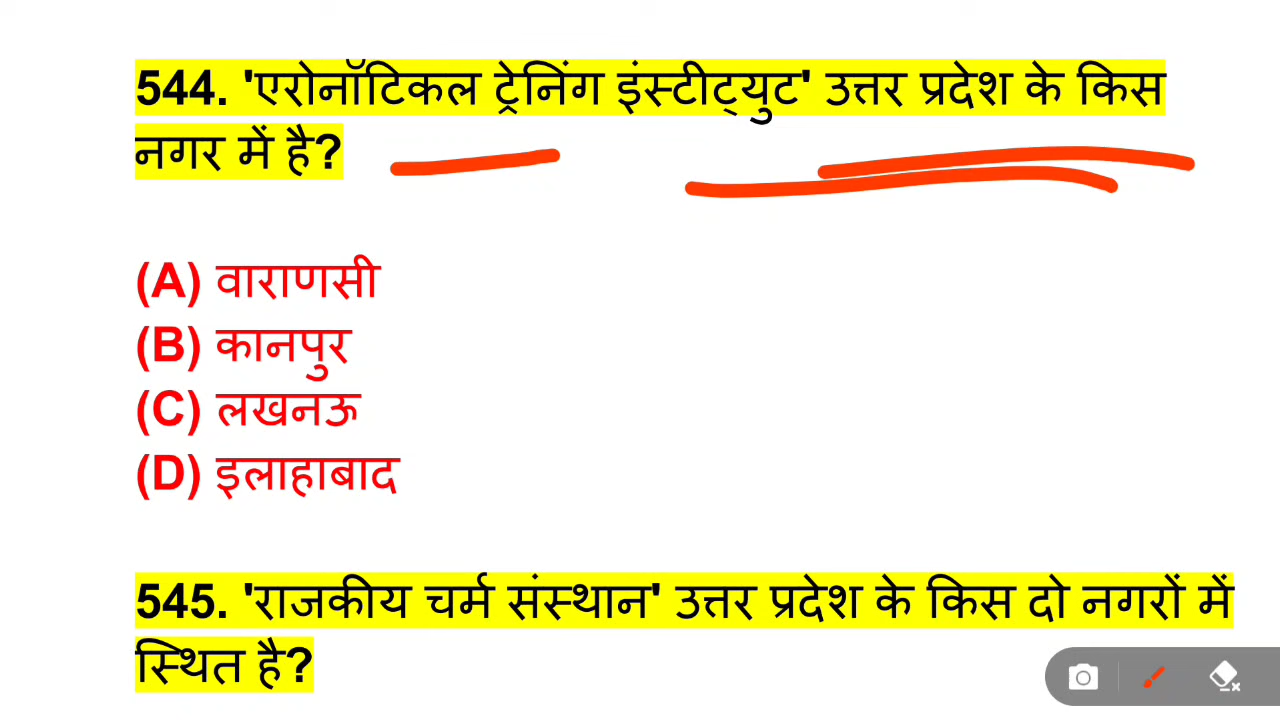 544. 'एरोनॉटिकल ट्रेनिंग इंस्टीट्युट' उत्तर प्रदेश के किस
नगर में है?
(A) वाराणसी
(B) कानपुर
(C) लखनऊ
(D) इलाहाबाद
545. 'राजकीय चर्म संस्थान' उत्तर प्रदेश के किस दो नगरों में
स्थित है?